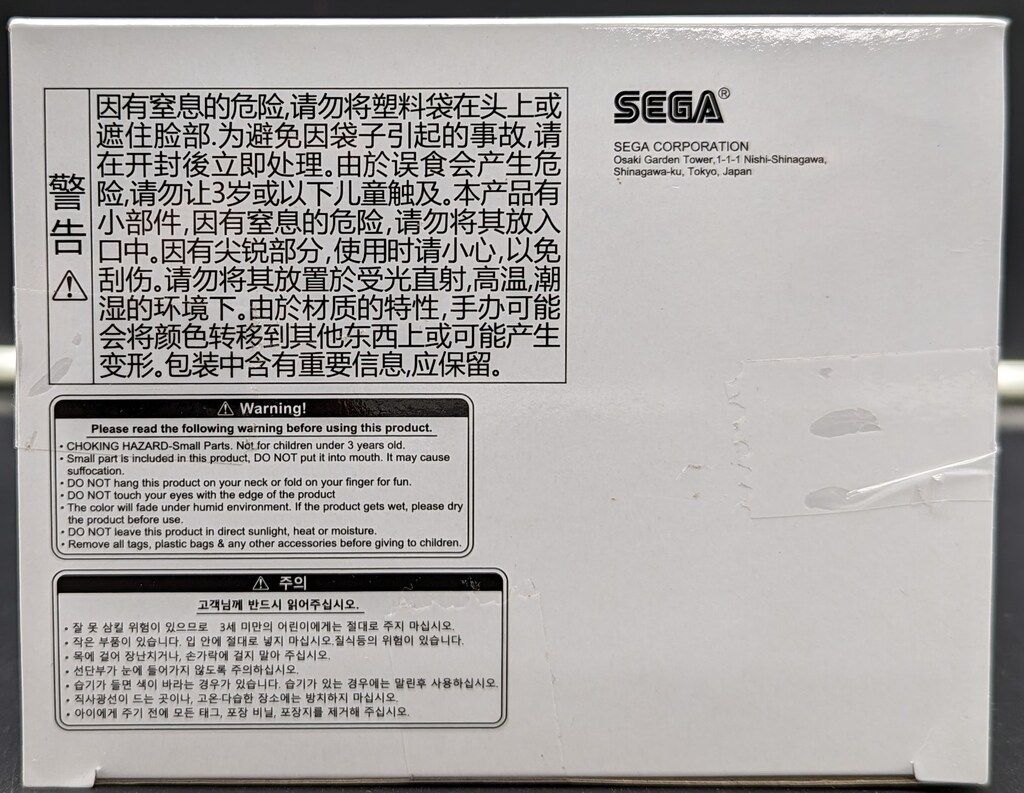 警告
因有窒息的危险,请勿将塑料袋在头上或
遮住脸部.为避免因袋子引起的事故,请
在开封後立即处理。由於误食会产生危
险,请勿让3岁或以下儿童触及。本产品有
小部件,因有窒息的危险,请勿将其放入
口中。因有尖锐部分,使用时请小心,以免
刮伤。请勿将其放置於受光直射,高温,潮
湿的环境下。由於材质的特性,手办可能
会将颜色转移到其他东西上或可能产生
变形。包装中含有重要信息,应保留。
SEGA®
SEGA CORPORATION
Osaki Garden Tower,1-1-1 Nishi-Shinagawa,
Shinagawa-ku, Tokyo, Japan
Warning!
Please read the following warning before using this product.
• CHOKING HAZARD-Small Parts. Not for children under 3 years old.
• Small part is included in this product, DO NOT put it into mouth. It may cause
suffocation.
• DO NOT hang this product on your neck or fold on your finger for fun.
• DO NOT touch your eyes with the edge of the product
• The color will fade under humid environment. If the product gets wet, please dry
the product before use.
• DO NOT leave this product in direct sunlight, heat or moisture.
• Remove all tags, plastic bags & any other accessories before giving to children.
주의
고객님께 반드시 읽어주십시오.
• 잘 못 삼킬 위험이 있으므로 3세 미만의 어린이에게는 절대로 주지 마십시오.
• 작은 부품이 있습니다. 입 안에 절대로 넣지 마십시오.질식등의 위험이 있습니다.
• 목에 걸어 장난치거나, 손가락에 걸지 말아 주십시오.
• 선단부가 눈에 들어가지 않도록 주의하십시오.
• 습기가 들면 색이 바라는 경우가 있습니다. 습기가 있는 경우에는 말린후 사용하십시오.
• 직사광선이 드는 곳이나, 고온·다습한 장소에는 방치하지 마십시오.
• 아이에게 주기 전에 모든 태그, 포장 비닐, 포장지를 제거해 주십시오.